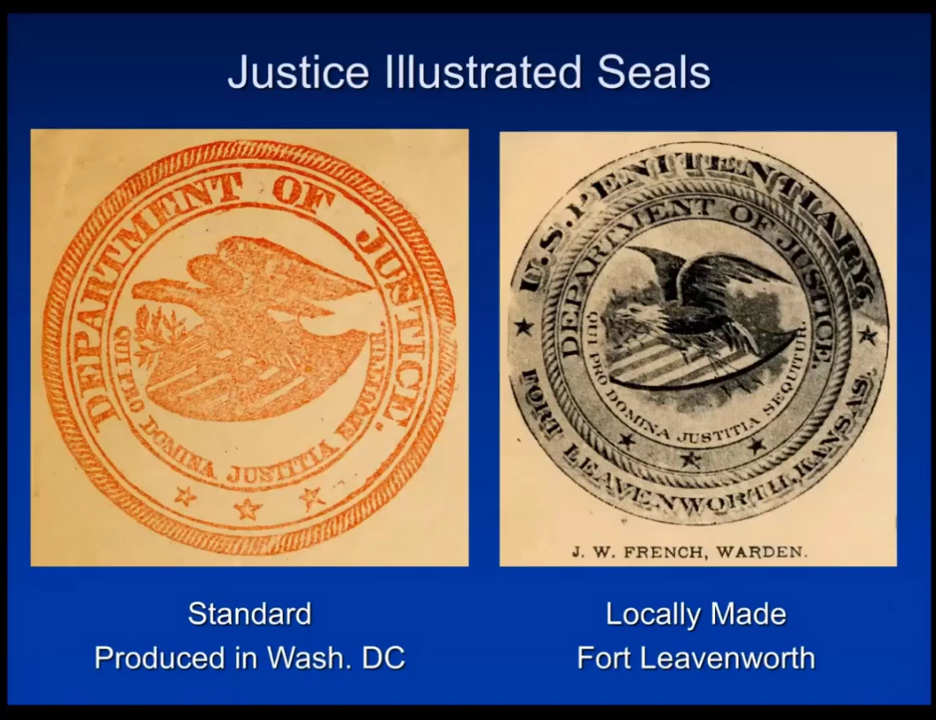 Justice Illustrated Seals
DEPARTMENT OF JUSTICE.
QUI PRO DOMINA JUSTITIA SEQUITUR.
U.S. PENITENTIARY,
DEPARTMENT OF JUSTICE.
QUI PRO DOMINA JUSTITIA SEQUITUR.
FORT LEAVENWORTH, KANSAS.
J. W. FRENCH, WARDEN.
Standard
Produced in Wash. DC
Locally Made
Fort Leavenworth